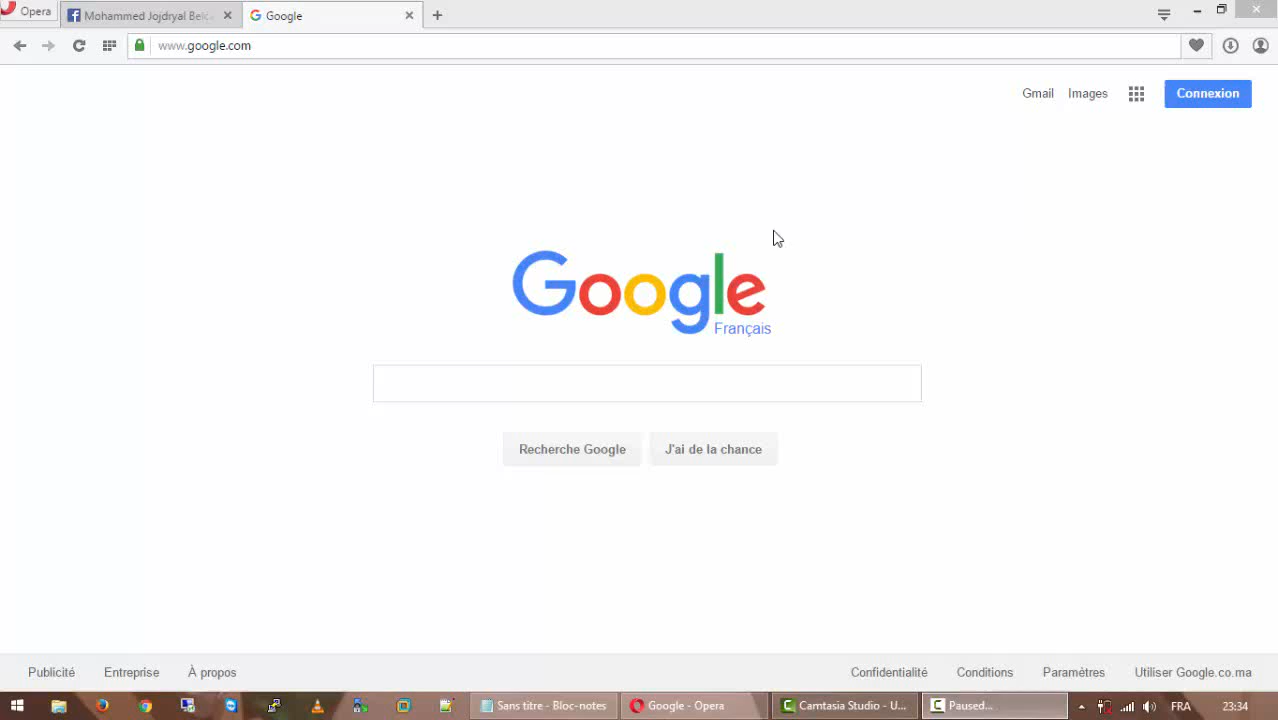 Opera
Mohammed Jojdryal Belca
Google
www.google.com
Gmail
Images
Connexion
Google
Français
Recherche Google
J'ai de la chance
Publicité
Entreprise
À propos
Confidentialité
Conditions
Paramètres
Utiliser Google.co.ma
Sans titre - Bloc-notes
Google - Opera
Camtasia Studio - U...
Paused...
FRA
23:34